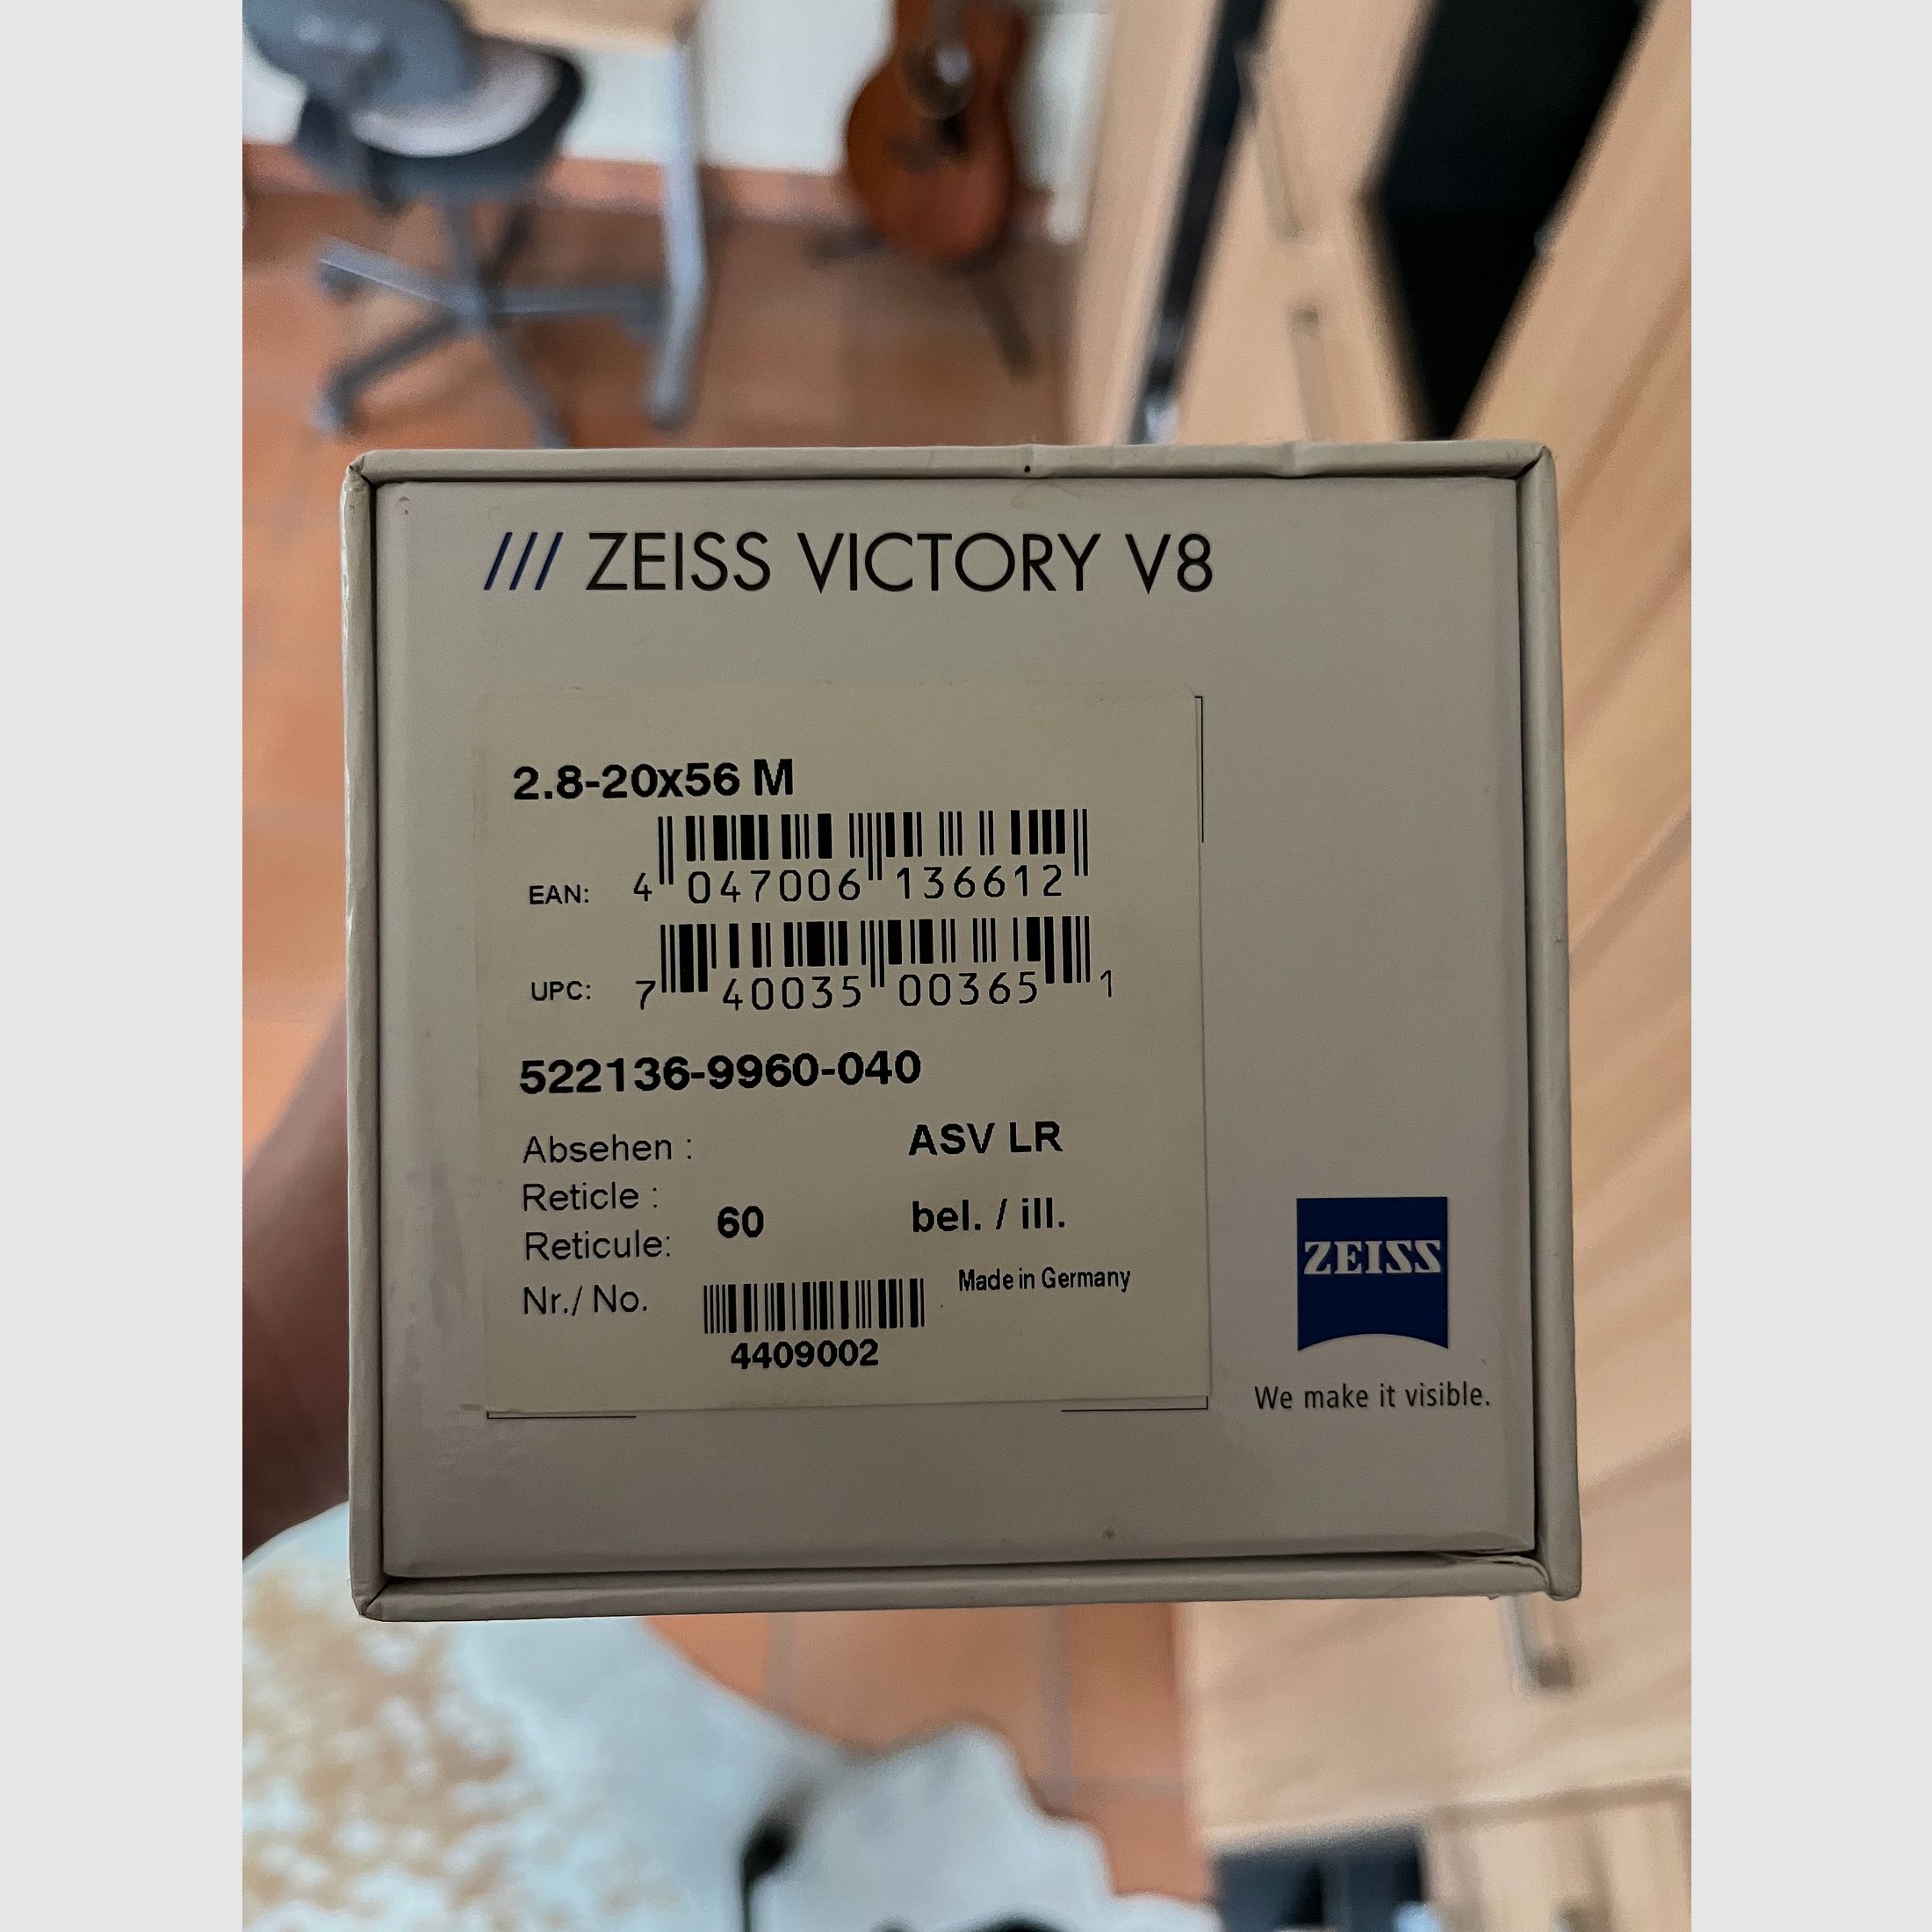 /// ZEISS VICTORY V8
2.8-20x56 M
EAN: 4 047006 136612
UPC: 7 40035 00365 1
522136-9960-040
Absehen : ASV LR
Reticle :
Reticule: 60 bel. / ill.
Nr./ No. Made in Germany
4409002
ZEISS
We make it visible.